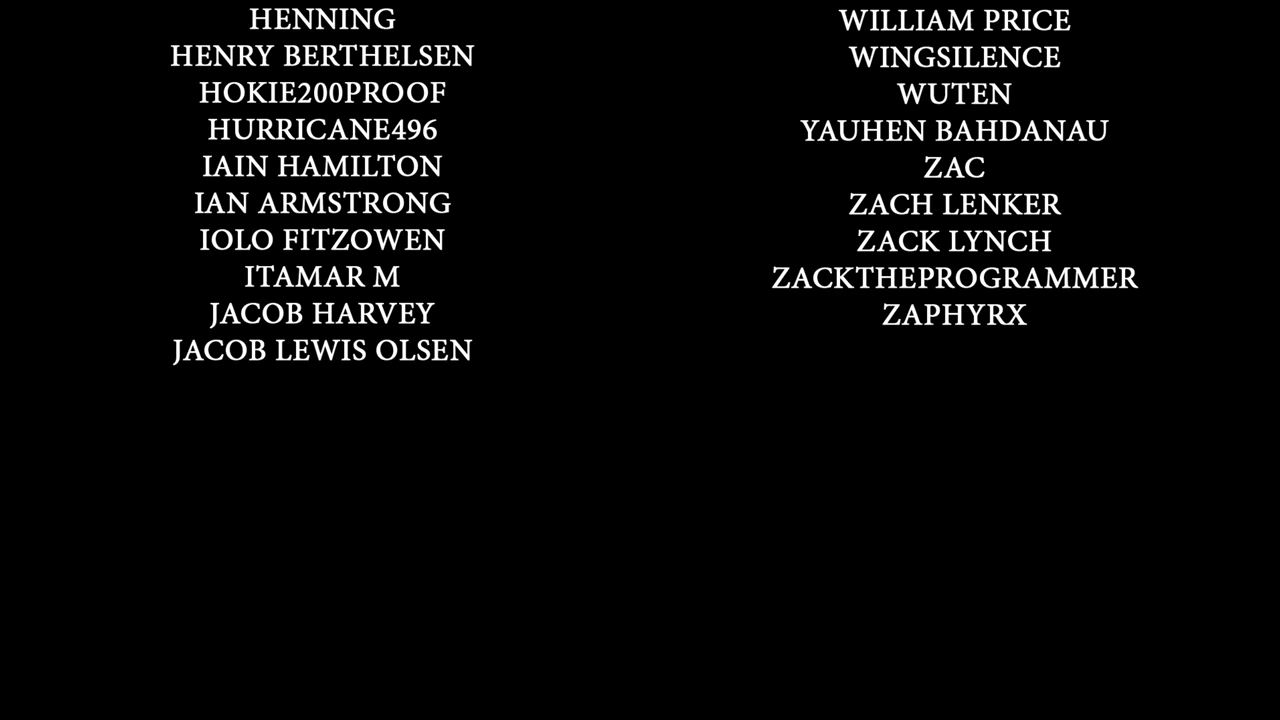 HENNING
HENRY BERTHELSEN
HOKIE200PROOF
HURRICANE496
IAIN HAMILTON
IAN ARMSTRONG
IOLO FITZOWEN
ITAMAR M
JACOB HARVEY
JACOB LEWIS OLSEN
WILLIAM PRICE
WINGSILENCE
WUTEN
YAUHEN BAHDANAU
ZAC
ZACH LENKER
ZACK LYNCH
ZACKTHEPROGRAMMER
ZAPHYRX